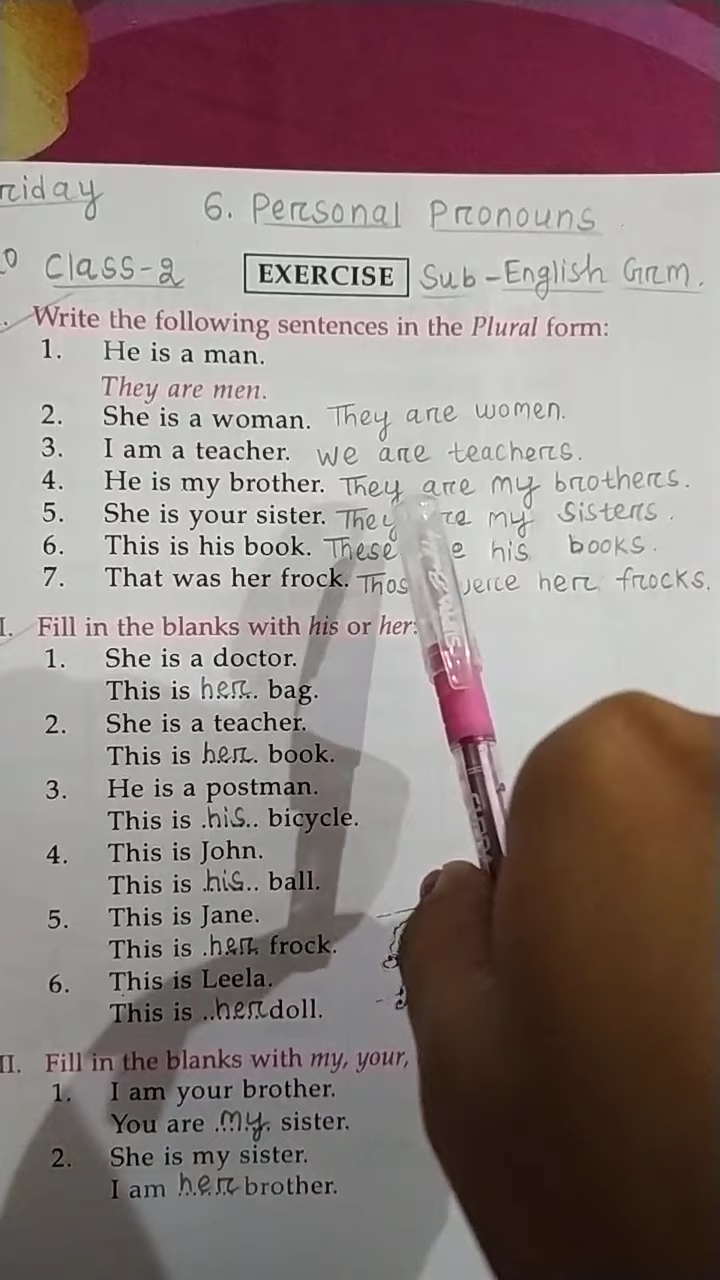 riday 6. Personal Pronouns
Class-2 EXERCISE Sub-English Grm.
Write the following sentences in the Plural form:
1. He is a man.
They are men.
2. She is a woman. They are women.
3. I am a teacher. we are teachers.
4. He is my brother. They are my brothers.
5. She is your sister. They re my sisters.
6. This is his book. These e his books.
7. That was her frock. Thos were her frocks.
I. Fill in the blanks with his or her:
1. She is a doctor.
This is her. bag.
2. She is a teacher.
This is her. book.
3. He is a postman.
This is .his.. bicycle.
4. This is John.
This is .his.. ball.
5. This is Jane.
This is .her. frock.
6. This is Leela.
This is ..her. doll.
II. Fill in the blanks with my, your,
1. I am your brother.
You are .my. sister.
2. She is my sister.
I am her brother.